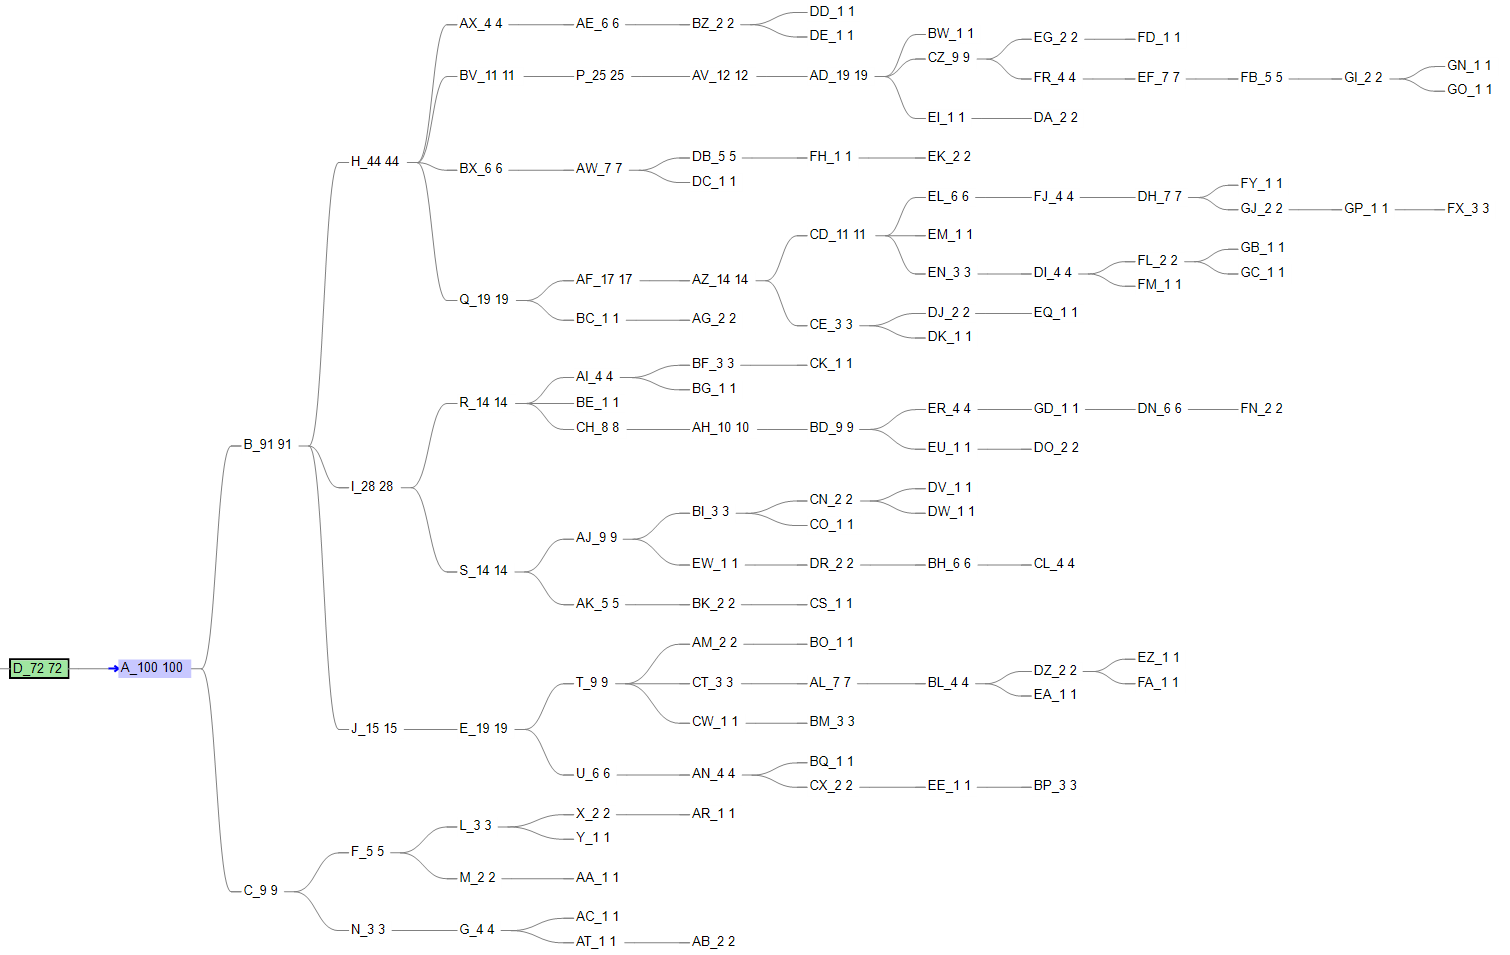 DD_1 1
AX_4 4 AE_6 6 BZ_2 2
DE_1 1
BW_1 1
EG_2 2 FD_1 1
CZ_9 9
GN_1 1
BV_11 11 P_25 25 AV_12 12 AD_19 19
FR_4 4 EF_7 7 FB_5 5 GI_2 2
GO_1 1
EI_1 1 DA_2 2
DB_5 5 FH_1 1 EK_2 2
H_44 44
BX_6 6 AW_7 7
DC_1 1
FY_1 1
EL_6 6 FJ_4 4 DH_7 7
GJ_2 2 GP_1 1 FX_3 3
CD_11 11 EM_1 1
GB_1 1
FL_2 2
EN_3 3 DI_4 4
GC_1 1
AF_17 17 AZ_14 14
FM_1 1
Q_19 19
DJ_2 2 EQ_1 1
BC_1 1 AG_2 2
CE_3 3
DK_1 1
BF_3 3 CK_1 1
AI_4 4
BG_1 1
R_14 14 BE_1 1
ER_4 4 GD_1 1 DN_6 6 FN_2 2
CH_8 8 AH_10 10 BD_9 9
B_91 91
EU_1 1 DO_2 2
I_28 28
DV_1 1
CN_2 2
BI_3 3
DW_1 1
CO_1 1
AJ_9 9
EW_1 1 DR_2 2 BH_6 6 CL_4 4
S_14 14
AK_5 5 BK_2 2 CS_1 1
AM_2 2 BO_1 1
EZ_1 1
D_72 72 A_100 100
DZ_2 2
T_9 9 CT_3 3 AL_7 7 BL_4 4
FA_1 1
EA_1 1
CW_1 1 BM_3 3
J_15 15 E_19 19
BQ_1 1
U_6 6 AN_4 4
CX_2 2 EE_1 1 BP_3 3
X_2 2 AR_1 1
L_3 3
Y_1 1
F_5 5
M_2 2 AA_1 1
C_9 9
AC_1 1
N_3 3 G_4 4
AT_1 1 AB_2 2